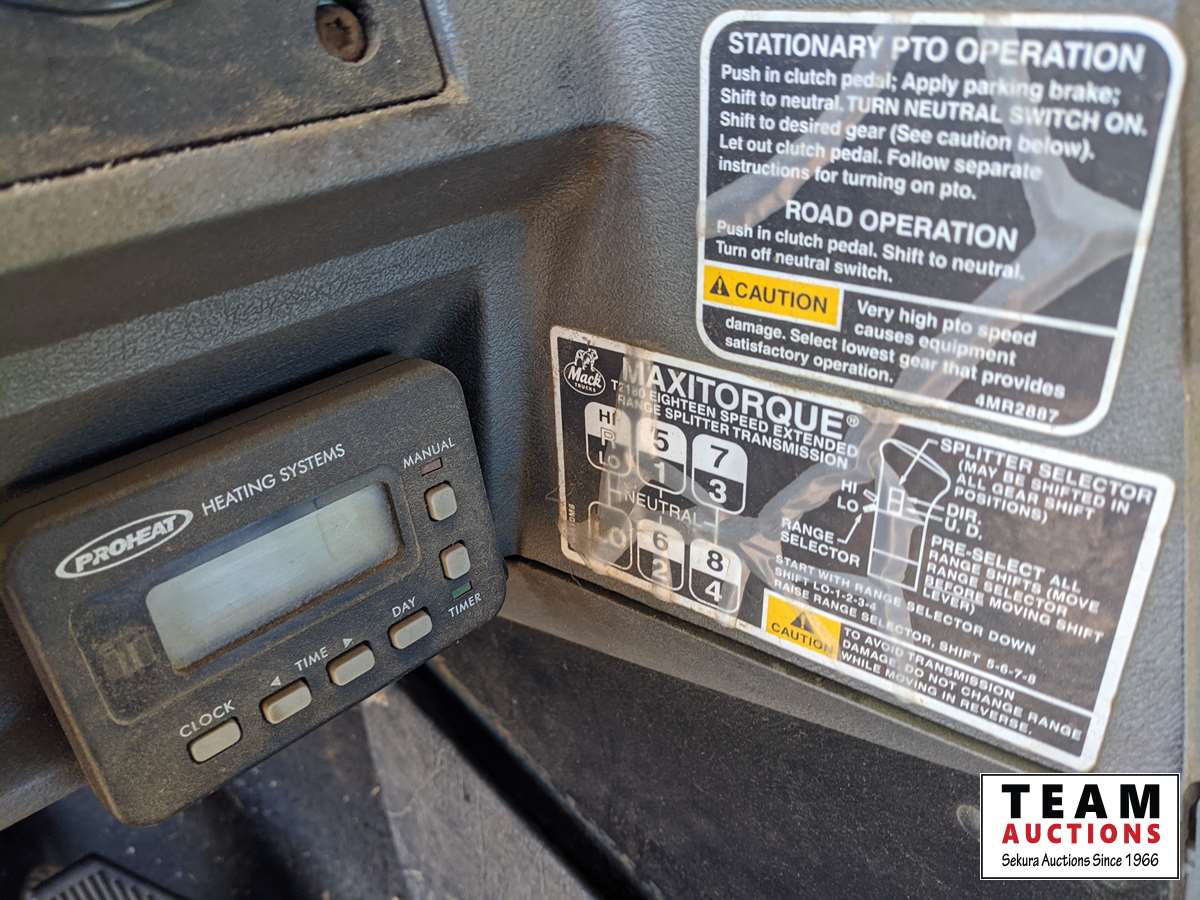 STATIONARY PTO OPERATION
Push in clutch pedal; Apply parking brake;
Shift to neutral. TURN NEUTRAL SWITCH ON.
Shift to desired gear (See caution below).
Let out clutch pedal. Follow separate
instructions for turning on pto.
ROAD OPERATION
Push in clutch pedal. Shift to neutral.
Turn off neutral switch.
CAUTION
Very high pto speed
causes equipment
damage. Select lowest gear that provides
satisfactory operation.
4MR2887
Mack
TRUCKS
MAXITORQUE®
EIGHTEEN SPEED EXTENDED
RANGE SPLITTER TRANSMISSION
HI
R
LO
5
1
7
3
NEUTRAL
LO
6
2
8
4
HI
LO
RANGE
SELECTOR
SPLITTER SELECTOR
(MAY BE SHIFTED IN
ALL GEAR SHIFT
POSITIONS)
DIR.
U. D.
PRE-SELECT ALL
RANGE SHIFTS (MOVE
RANGE SELECTOR
BEFORE MOVING SHIFT
LEVER)
START WITH RANGE SELECTOR DOWN
SHIFT LO-1-2-3-4
RAISE RANGE SELECTOR, SHIFT 5-6-7-8
CAUTION
TO AVOID TRANSMISSION
DAMAGE, DO NOT CHANGE RANGE
WHILE MOVING IN REVERSE.
PROHEAT
HEATING SYSTEMS
MANUAL
TIMER
DAY
TIME
CLOCK
TEAM
AUCTIONS
Sekura Auctions Since 1966